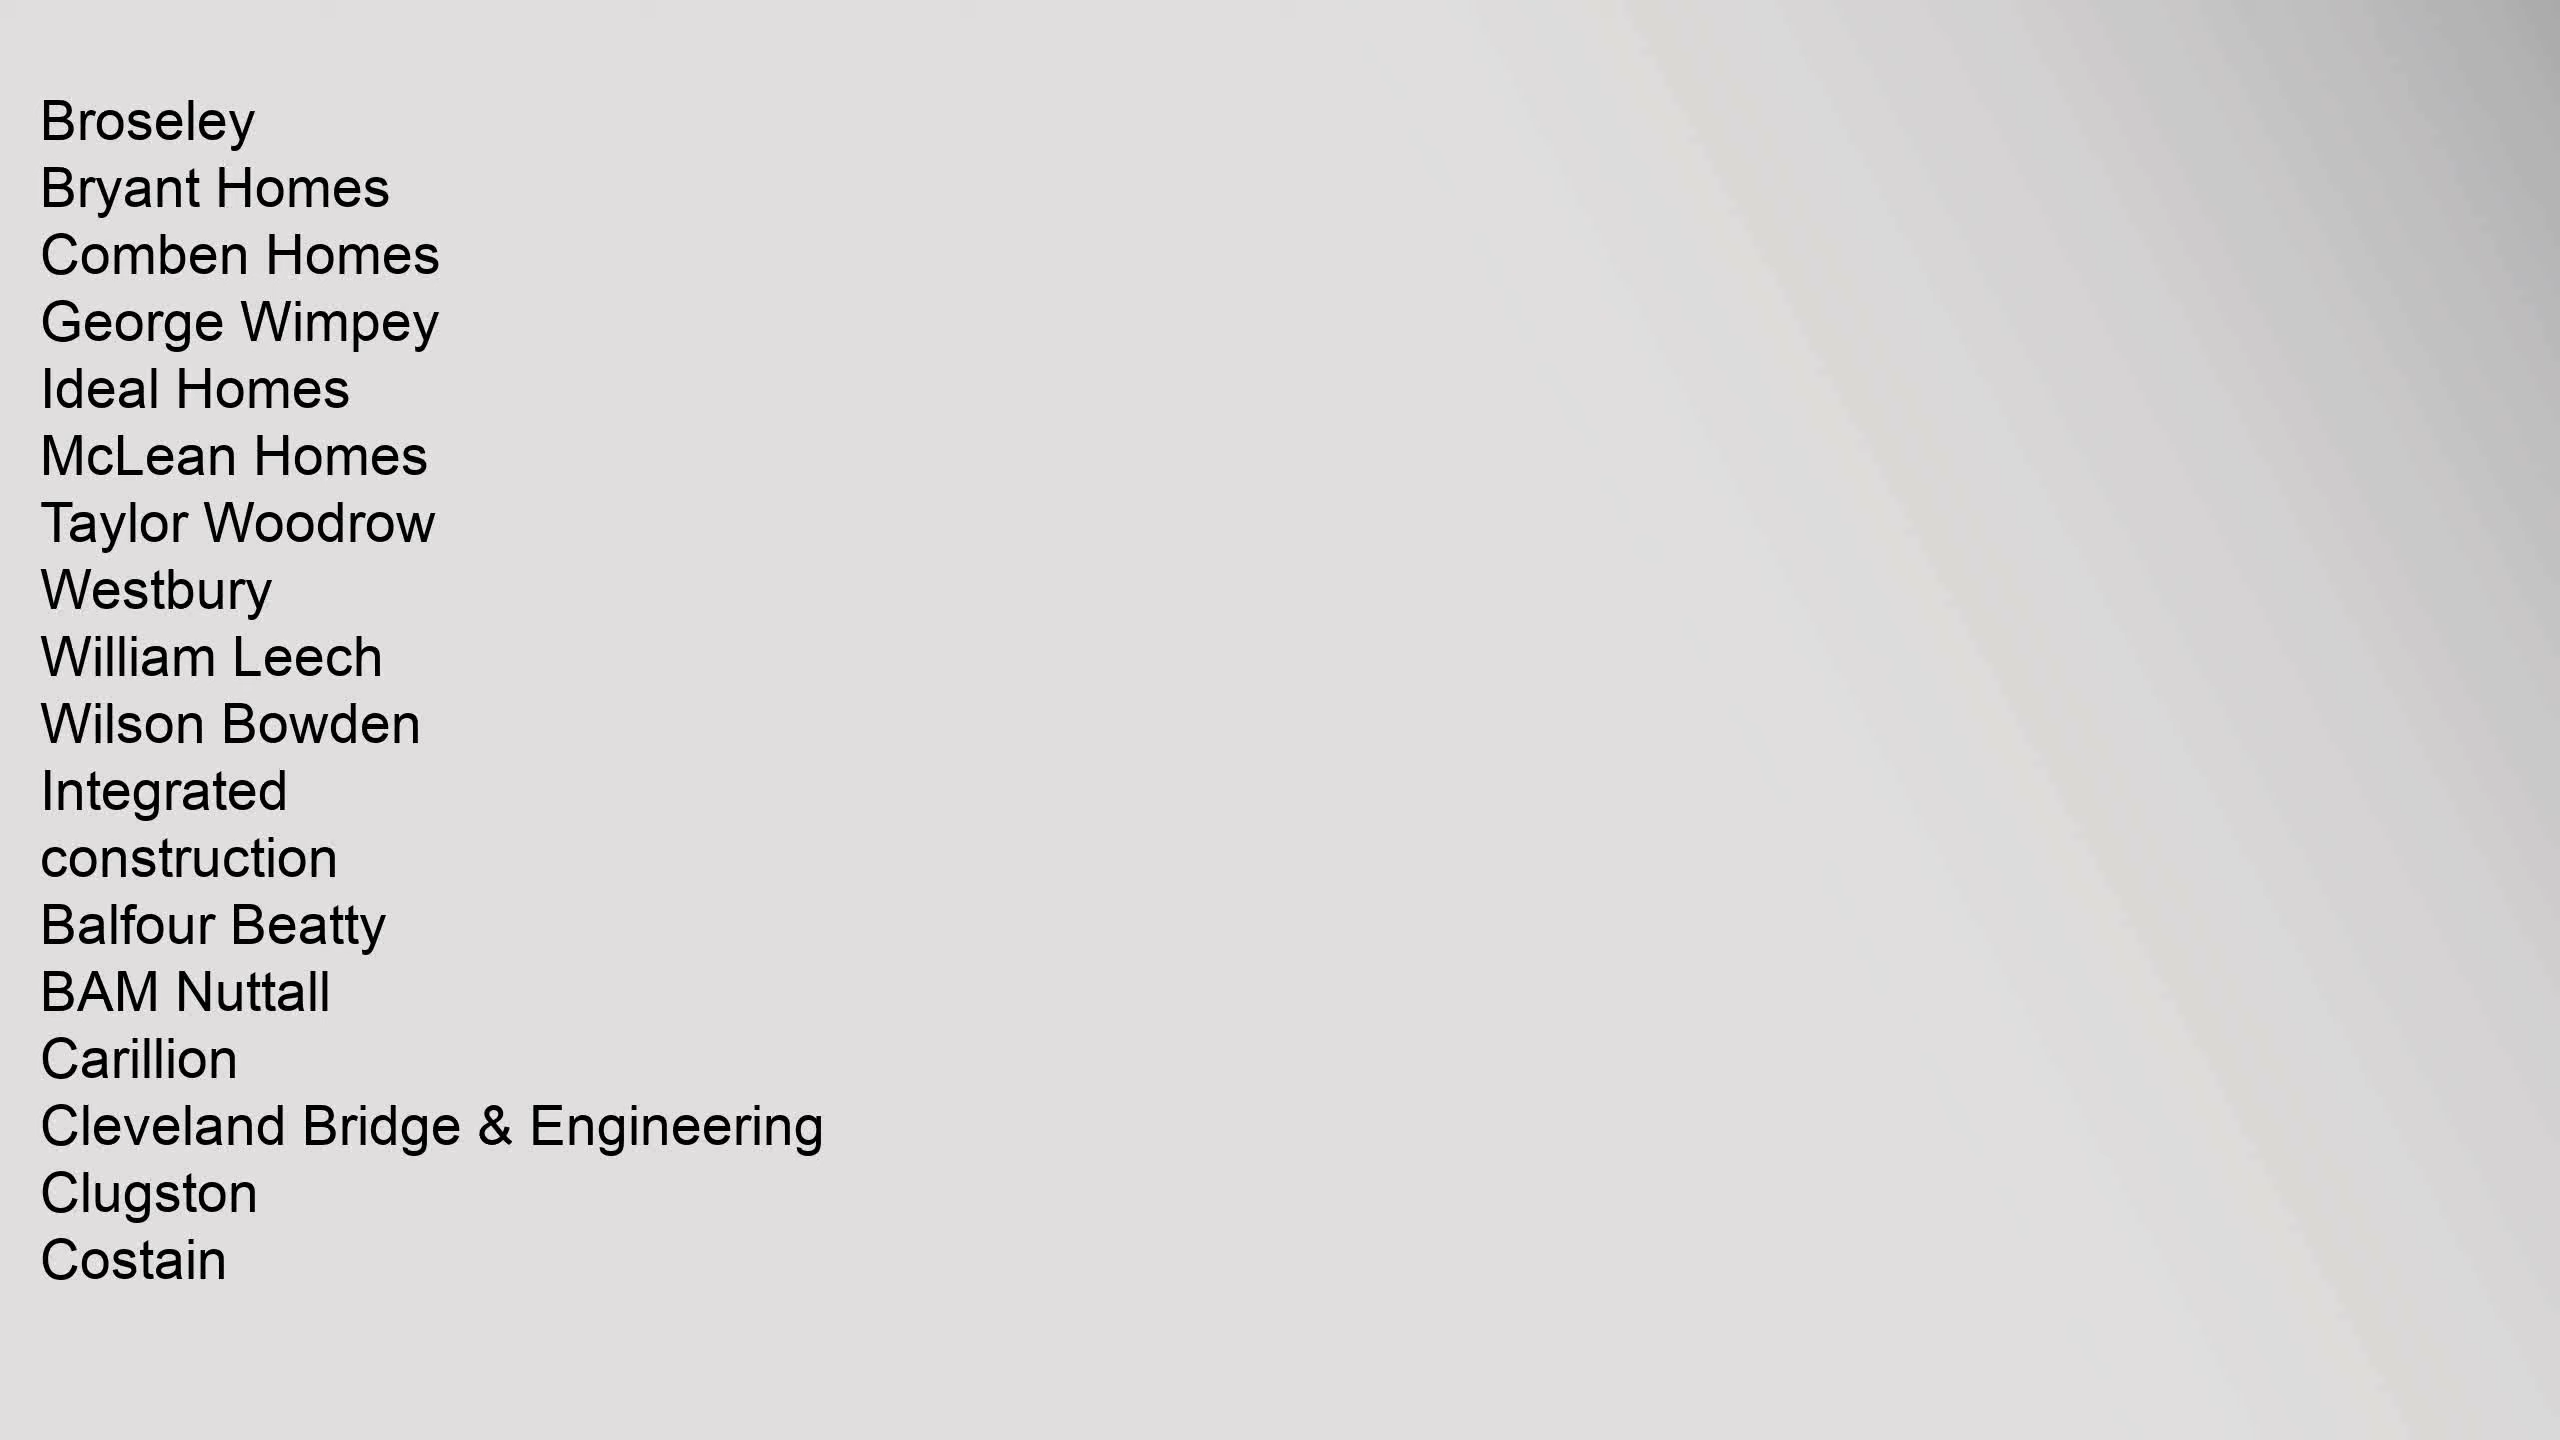 Broseley
Bryant Homes
Comben Homes
George Wimpey
Ideal Homes
McLean Homes
Taylor Woodrow
Westbury
William Leech
Wilson Bowden
Integrated
construction
Balfour Beatty
BAM Nuttall
Carillion
Cleveland Bridge & Engineering
Clugston
Costain